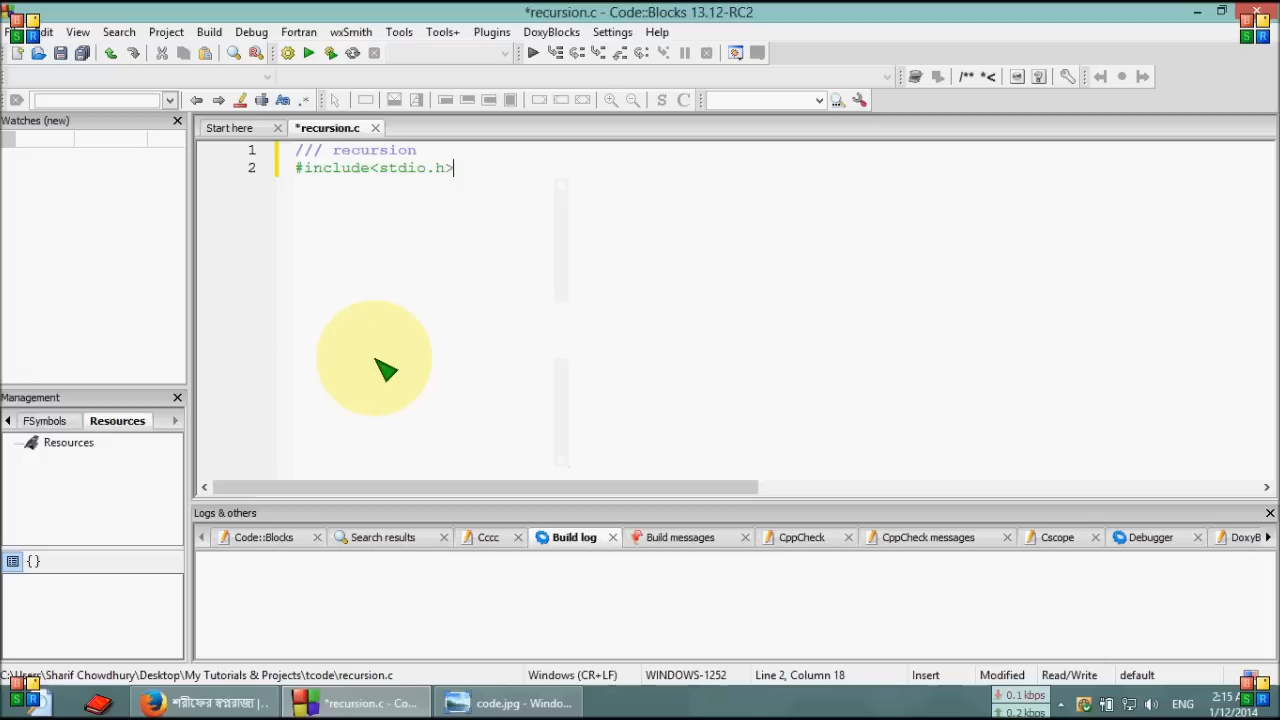 *recursion.c - Code::Blocks 13.12-RC2
Edit View Search Project Build Debug Fortran wxSmith Tools Tools+ Plugins DoxyBlocks Settings Help
/** *<
S C
Watches (new)
Start here *recursion.c
1 /// recursion
2 #include<stdio.h>
Management
FSymbols Resources
Resources
{ }
Logs & others
Code::Blocks Search results Cccc Build log Build messages CppCheck CppCheck messages Cscope Debugger DoxyB
C:\Users\Sharif Chowdhury\Desktop\My Tutorials & Projects\tcode\recursion.c Windows (CR+LF) WINDOWS-1252 Line 2, Column 18 Insert Modified Read/Write default
শরীফের স্বপ্নরাজ্য |.. *recursion.c - Co... code.jpg - Windo... 0.1 kbps 0.2 kbps ENG 2:15 1/12/2014
B S R
B S R
B S R
B S R